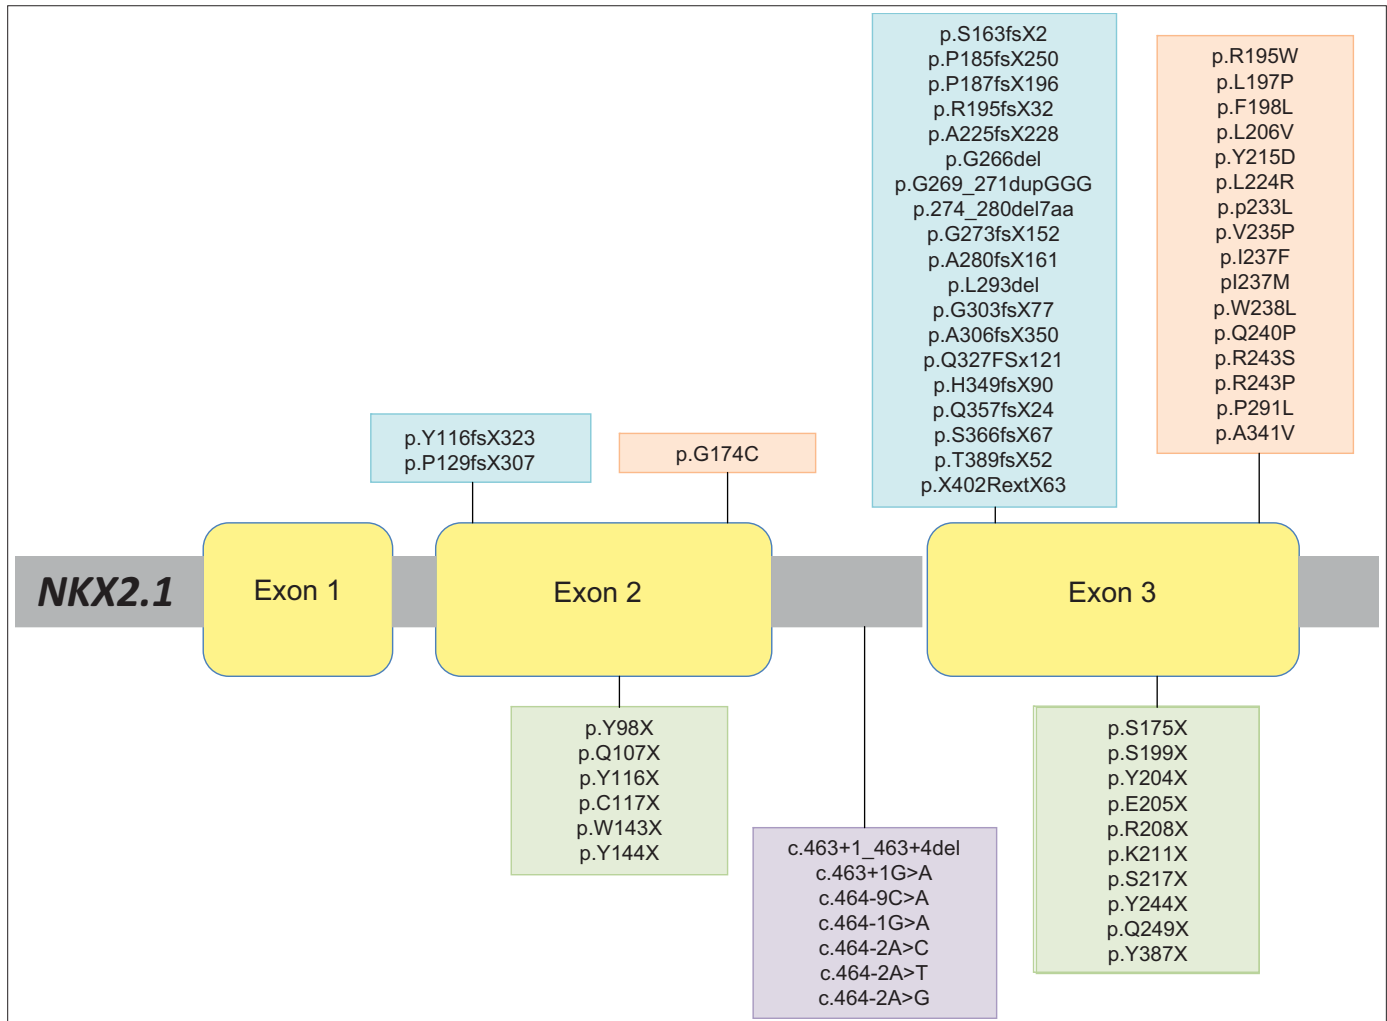 p.S163fsX2
p.P185fsX250
p.P187fsX196
p.R195fsX32
p.A225fsX228
p.G266del
p.G269_271dupGGG
p.274_280del7aa
p.G273fsX152
p.A280fsX161
p.L293del
p.G303fsX77
p.A306fsX350
p.Q327FSx121
p.H349fsX90
p.Q357fsX24
p.S366fsX67
p.T389fsX52
p.X402RextX63
p.R195W
p.L197P
p.F198L
p.L206V
p.Y215D
p.L224R
p.p233L
p.V235P
p.I237F
pI237M
p.W238L
p.Q240P
p.R243S
p.R243P
p.P291L
p.A341V
p.Y116fsX323
p.P129fsX307
p.G174C
NKX2.1
Exon 1
Exon 2
Exon 3
p.Y98X
p.Q107X
p.Y116X
p.C117X
p.W143X
p.Y144X
c.463+1_463+4del
c.463+1G>A
c.464-9C>A
c.464-1G>A
c.464-2A>C
c.464-2A>T
c.464-2A>G
p.S175X
p.S199X
p.Y204X
p.E205X
p.R208X
p.K211X
p.S217X
p.Y244X
p.Q249X
p.Y387X